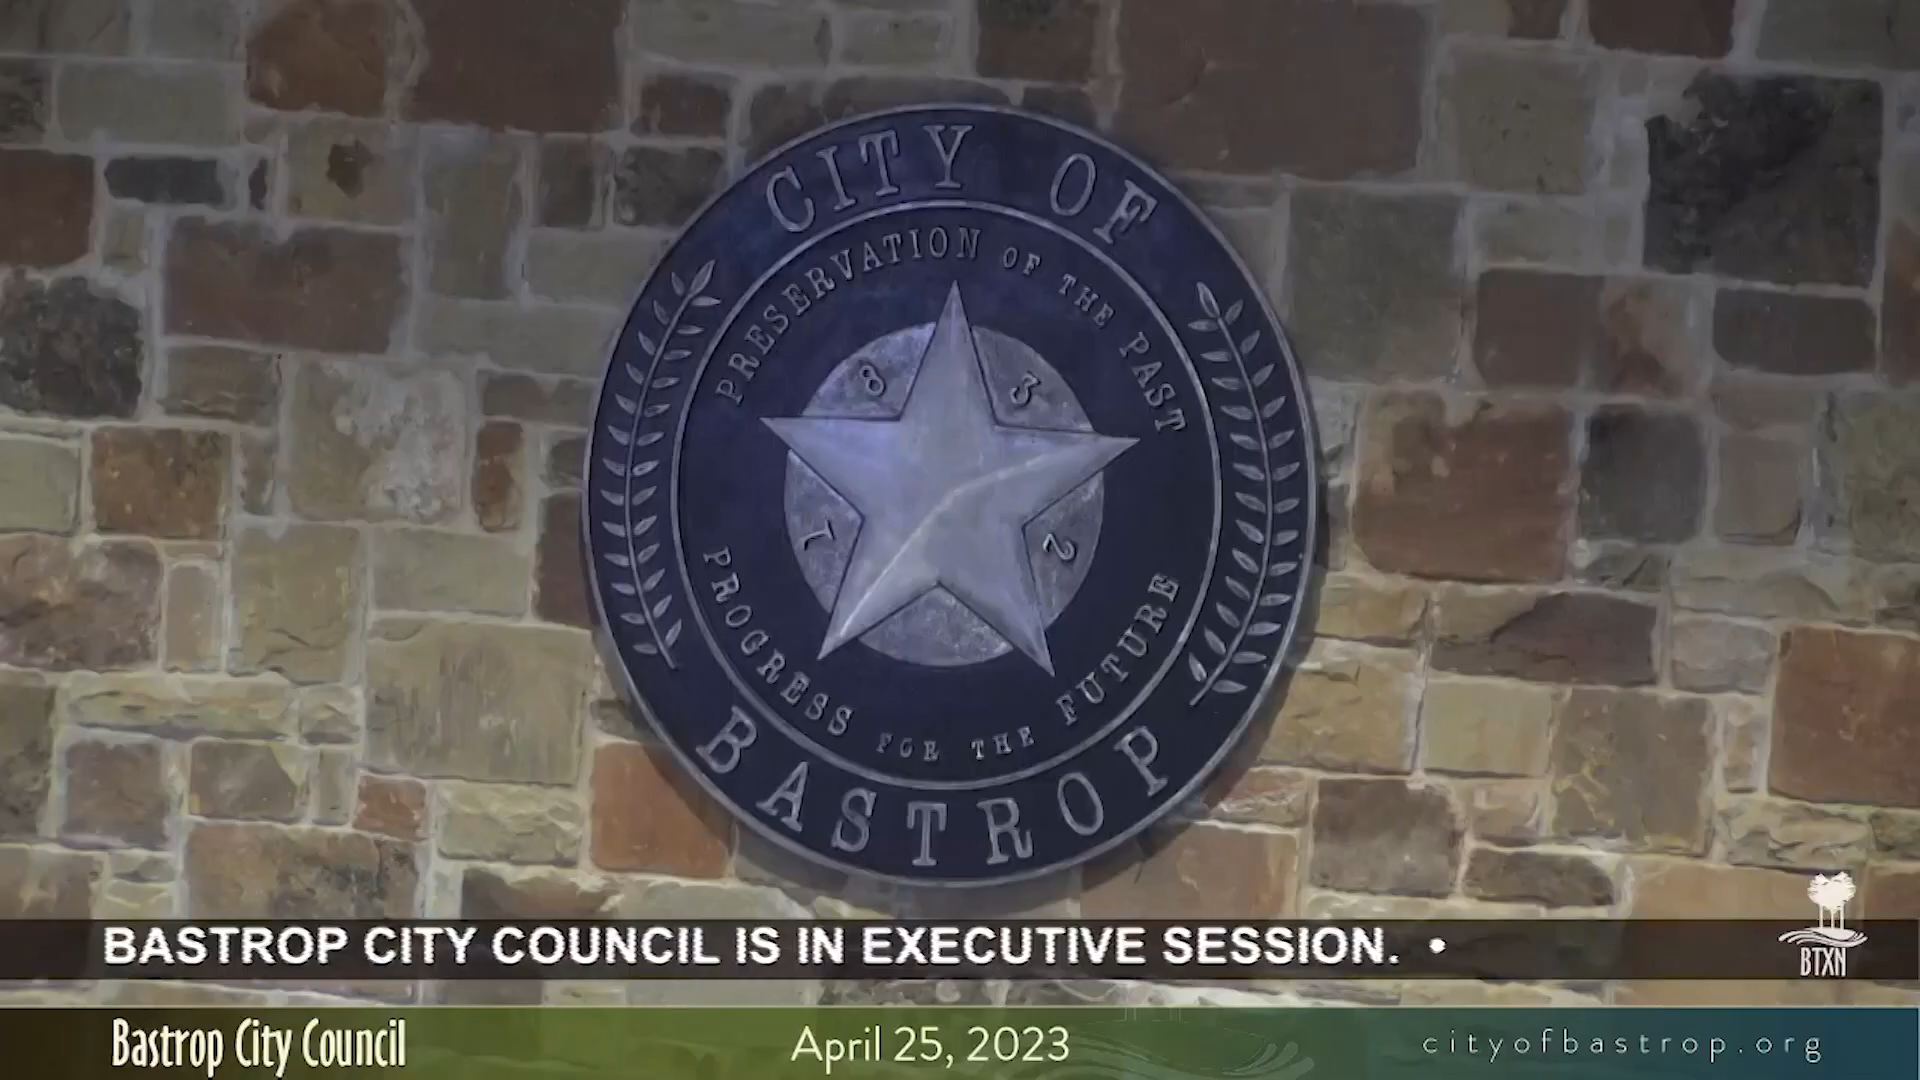 CITY OF
PRESERVATION OF THE PAST
1 8 3 2
PROGRESS FOR THE FUTURE
BASTROP
BASTROP CITY COUNCIL IS IN EXECUTIVE SESSION. •
BTXN
Bastrop City Council
April 25, 2023
cityofbastrop.org